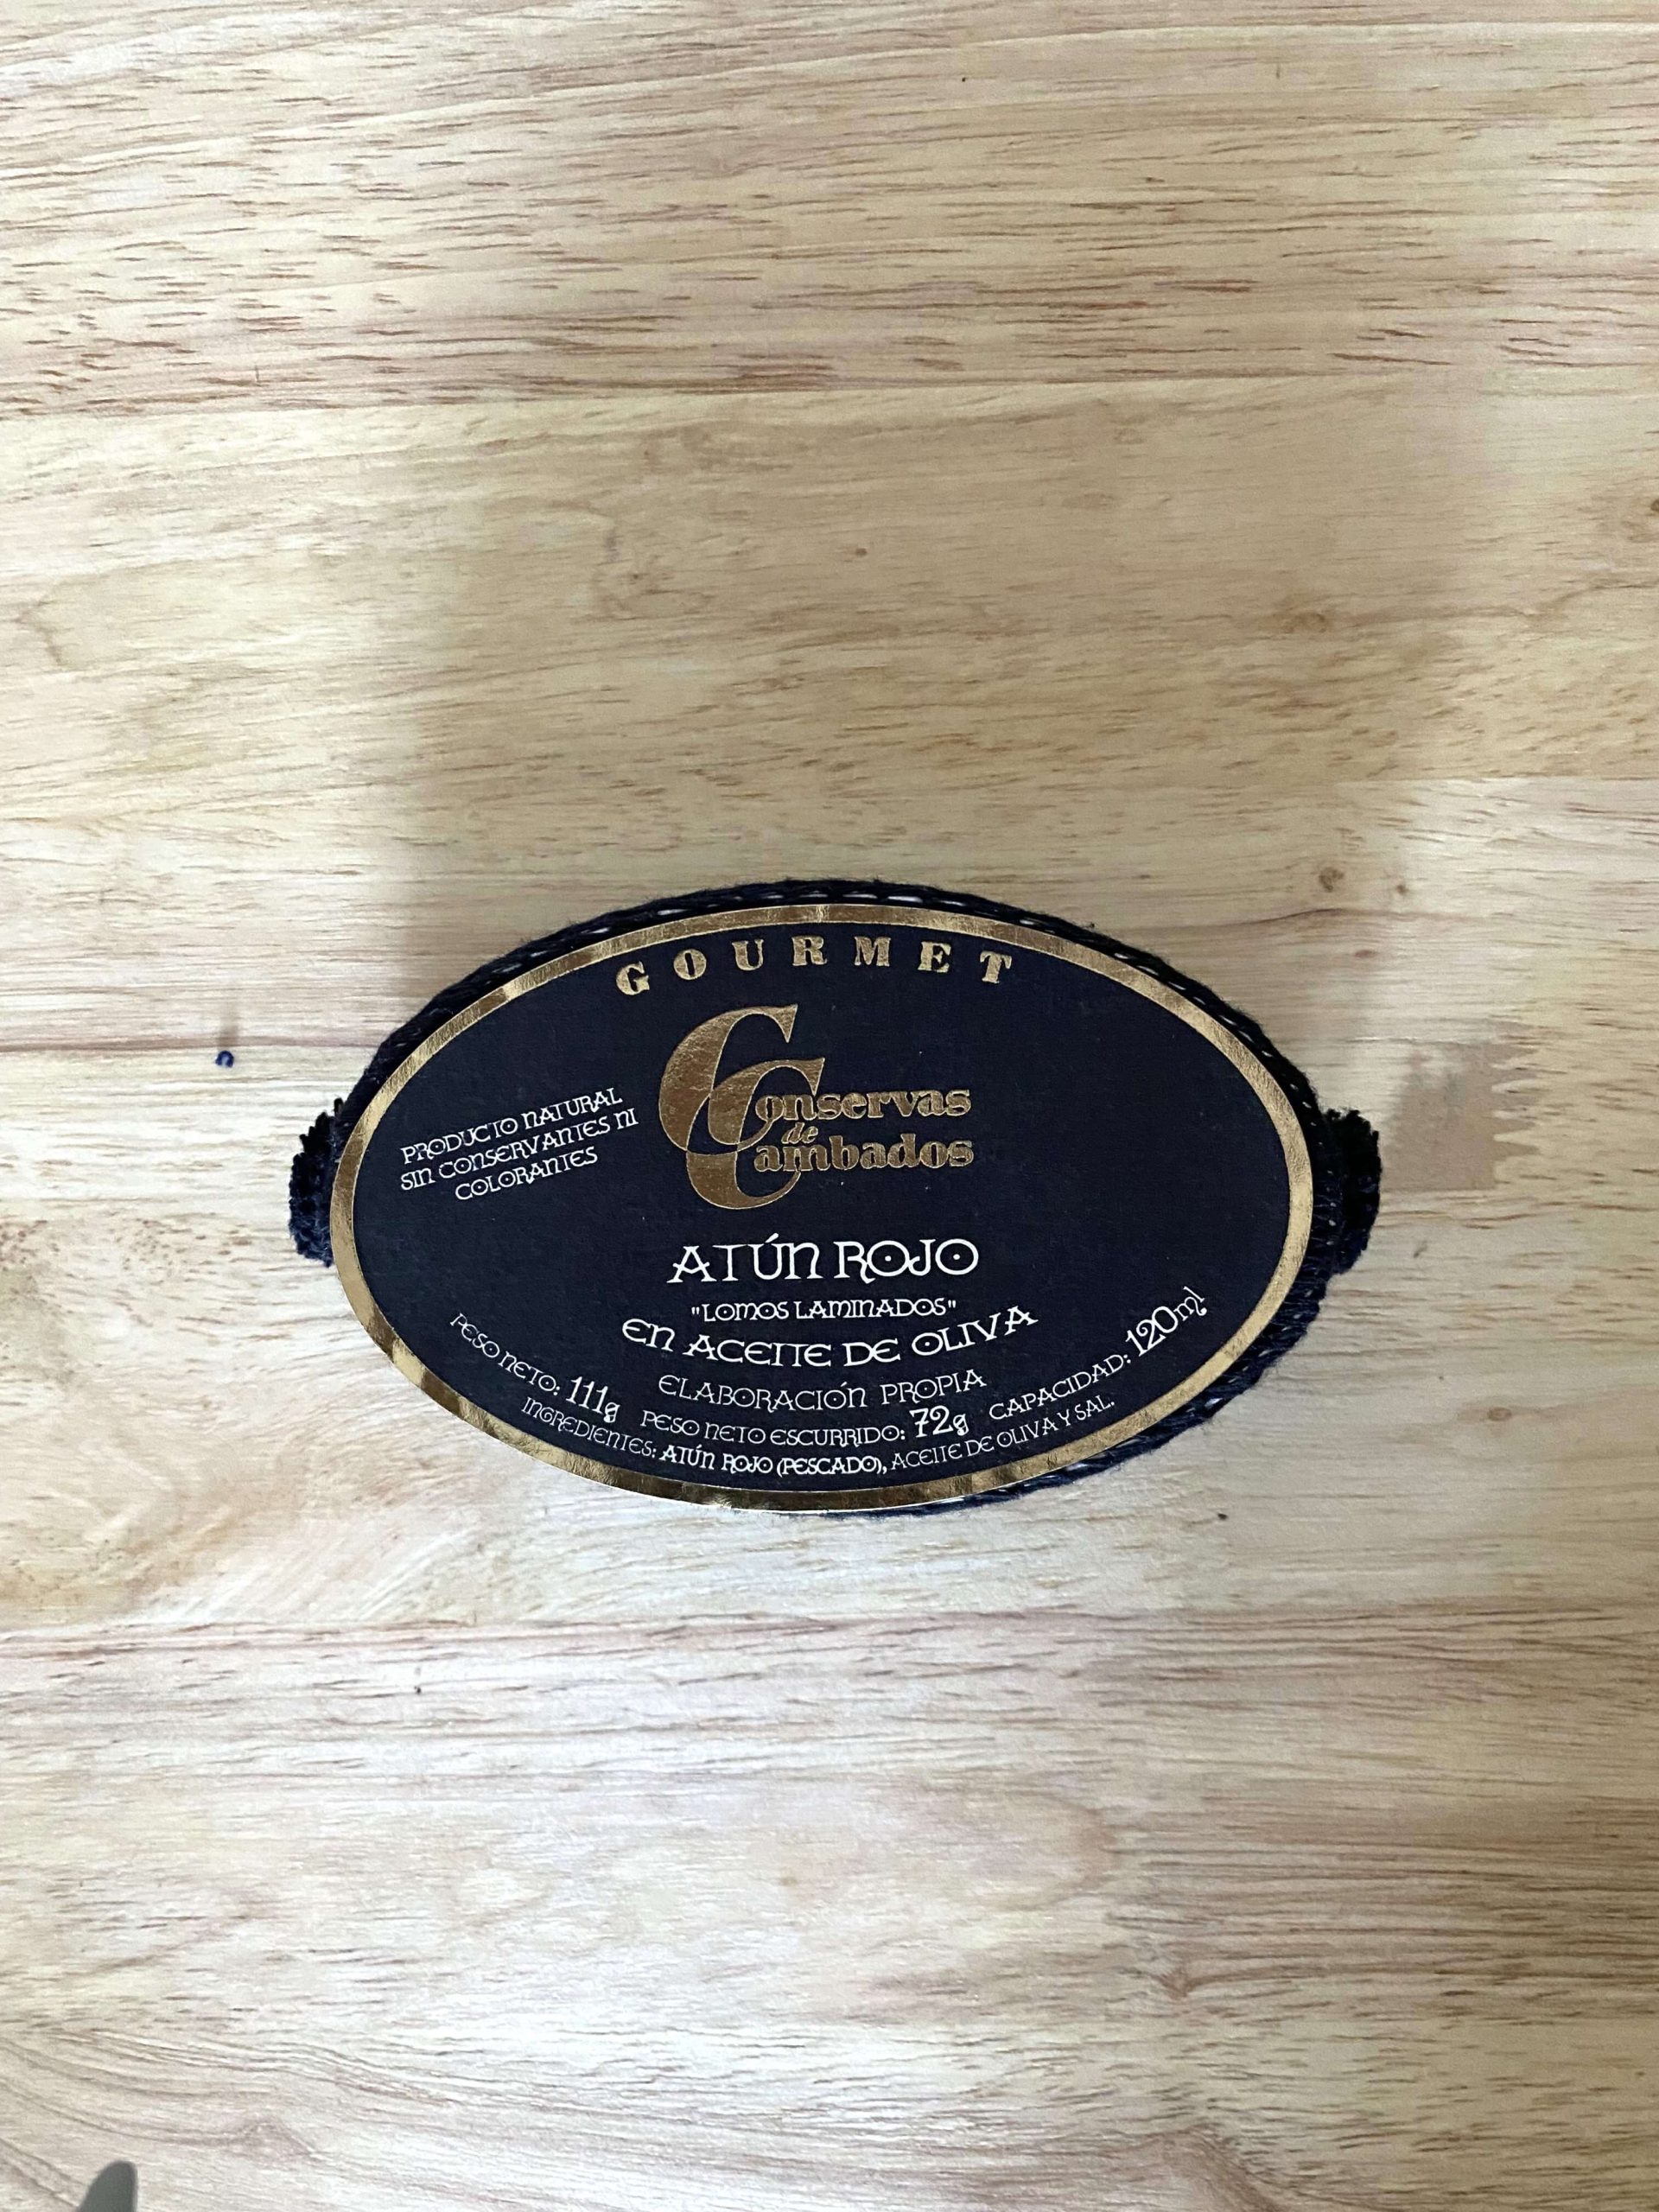 GOURMET
Conservas
de
Cambados
PRODUCTO NATURAL
SIN CONSERVANTES NI
COLORANTES
ATÚN ROJO
"LOMOS LAMINADOS"
EN ACEITE DE OLIVA
ELABORACIÓN PROPIA
PESO NETO: 111g PESO NETO ESCURRIDO: 72g CAPACIDAD: 120ml
INGREDIENTES: ATÚN ROJO (PESCADO), ACEITE DE OLIVA Y SAL.